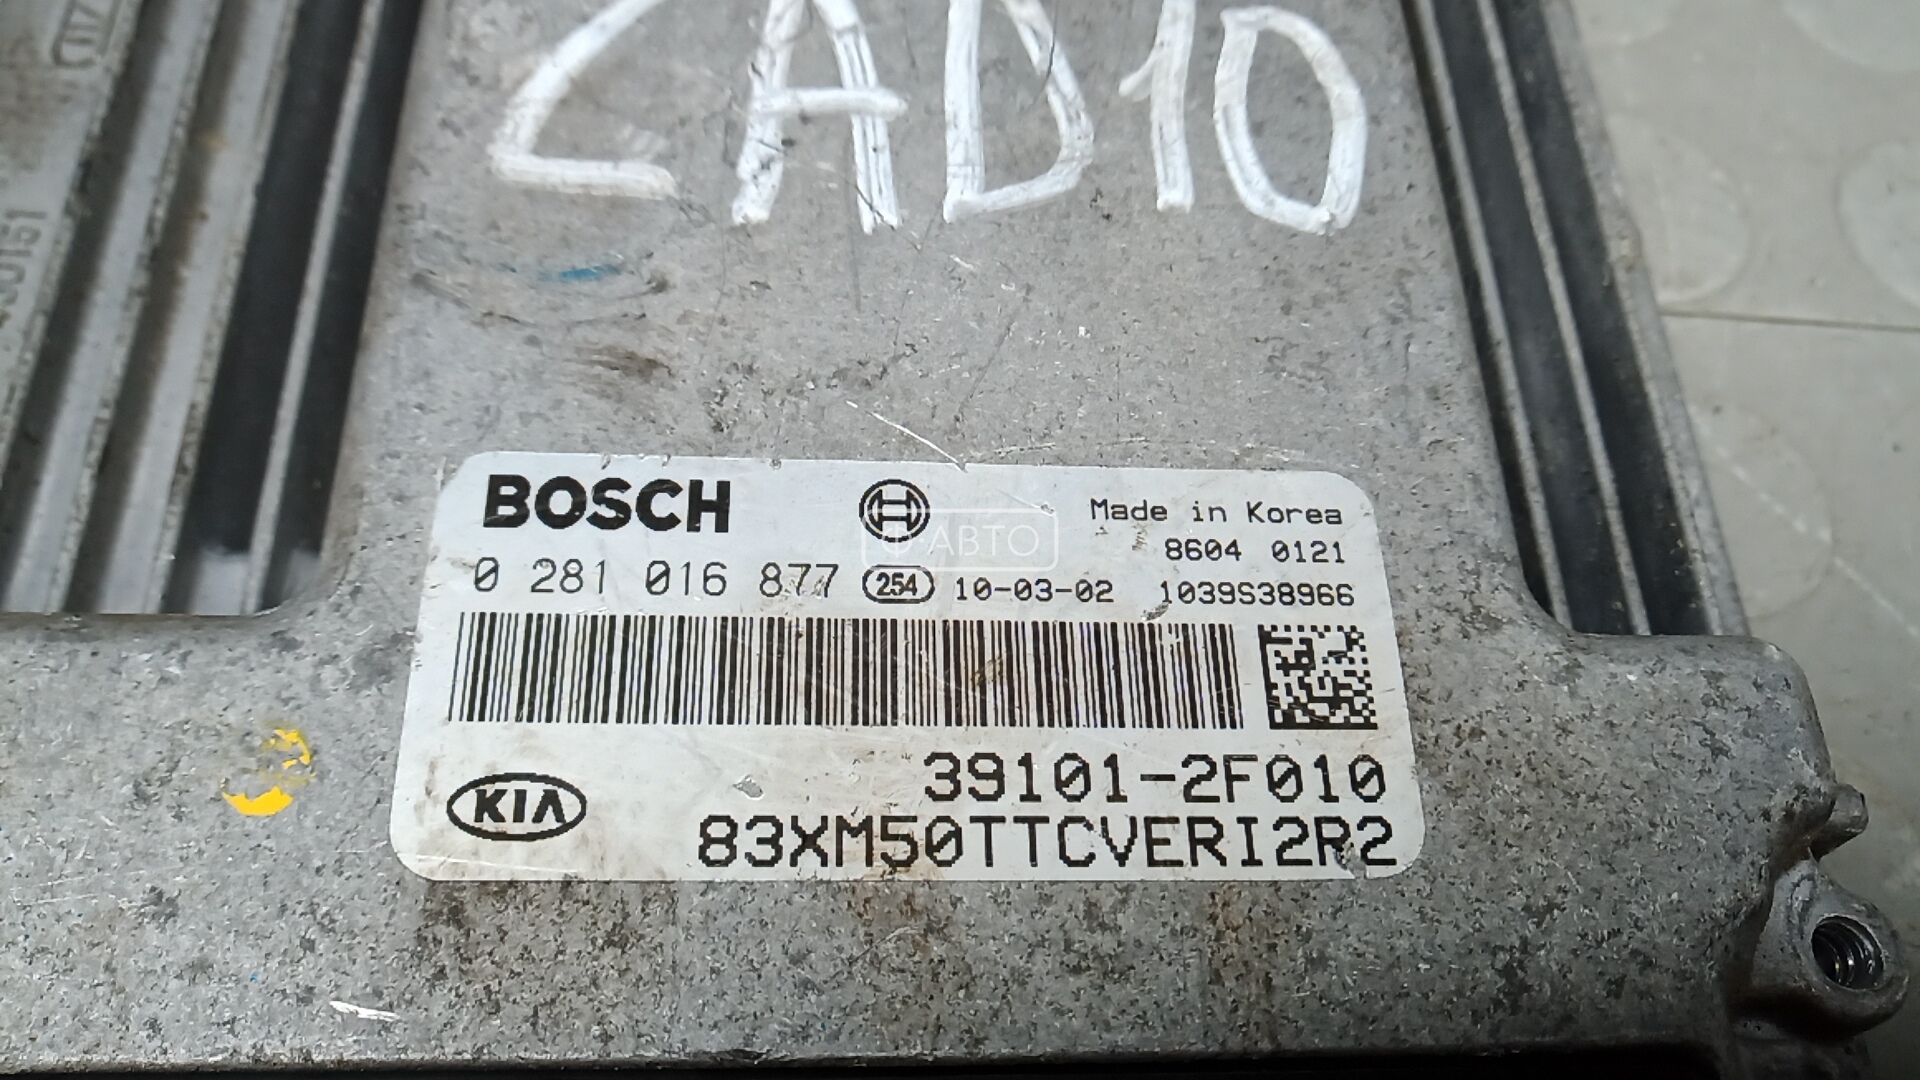 ZAD10
BOSCH
Made in Korea
8604 0121
0 281 016 877 254 10-03-02 1039S38966
АВТО
39101-2F010
KIA
83XM50TTCVERI2R2